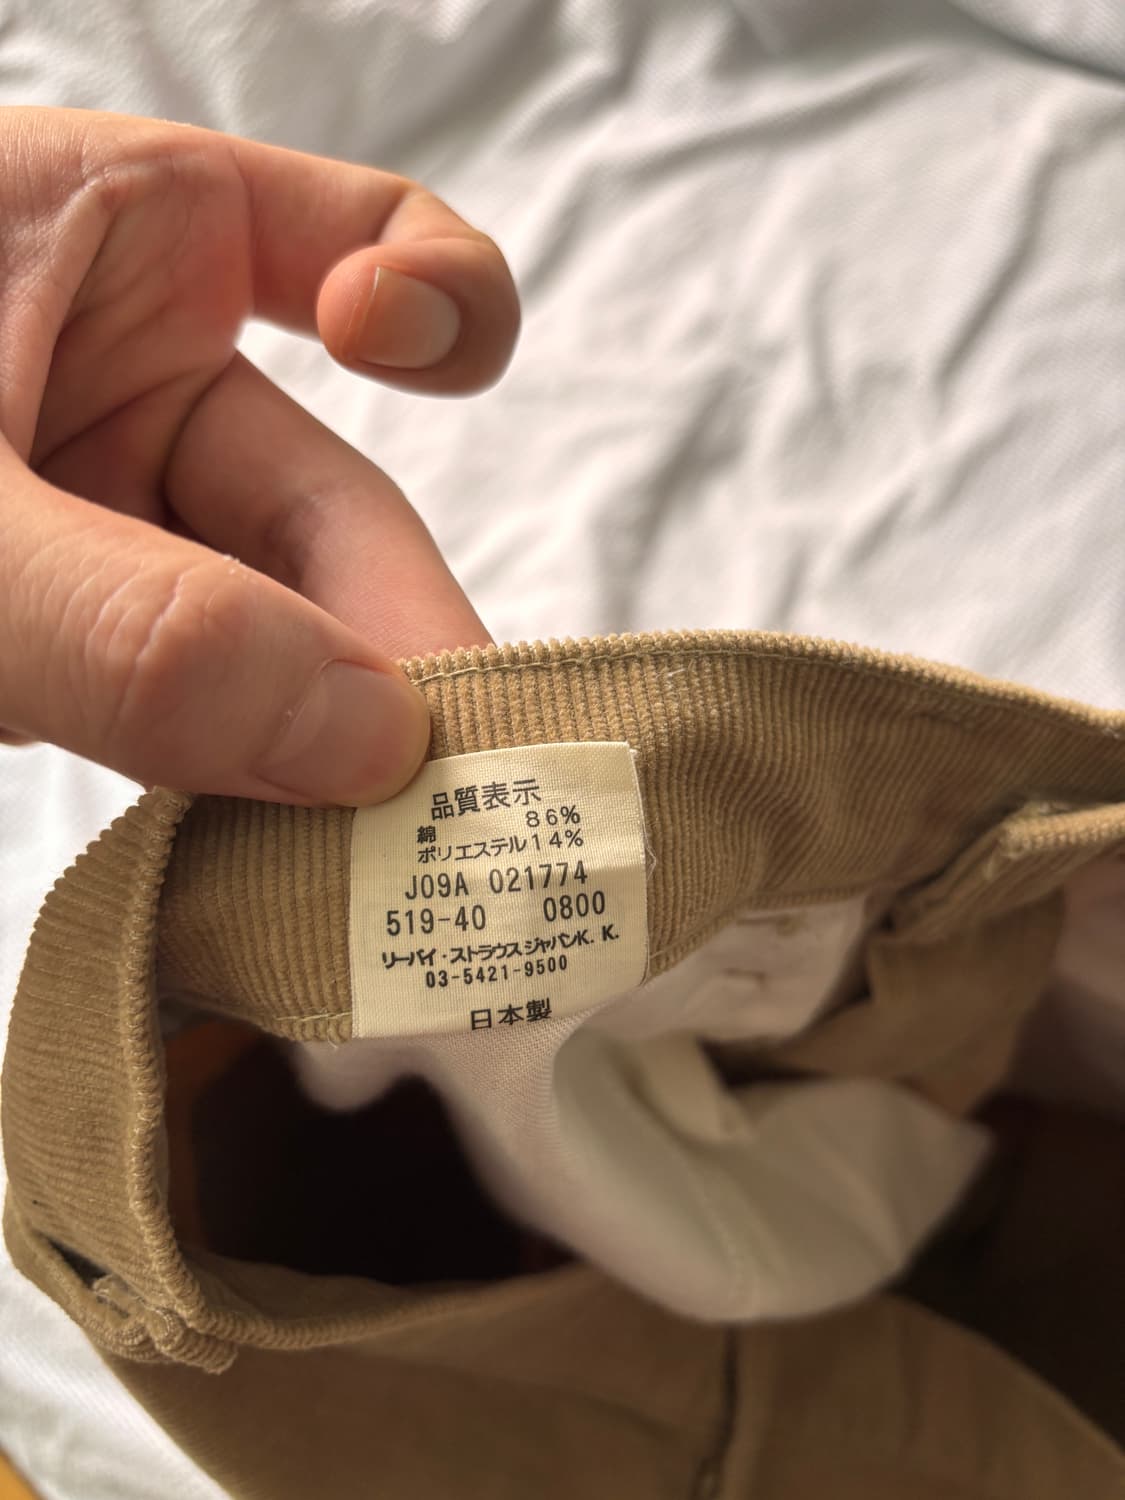 品質表示
綿 86%
ポリエステル14%
J09A 021774
519-40 0800
リーバイ・ストラウスジャパンK.K.
03-5421-9500
日本製